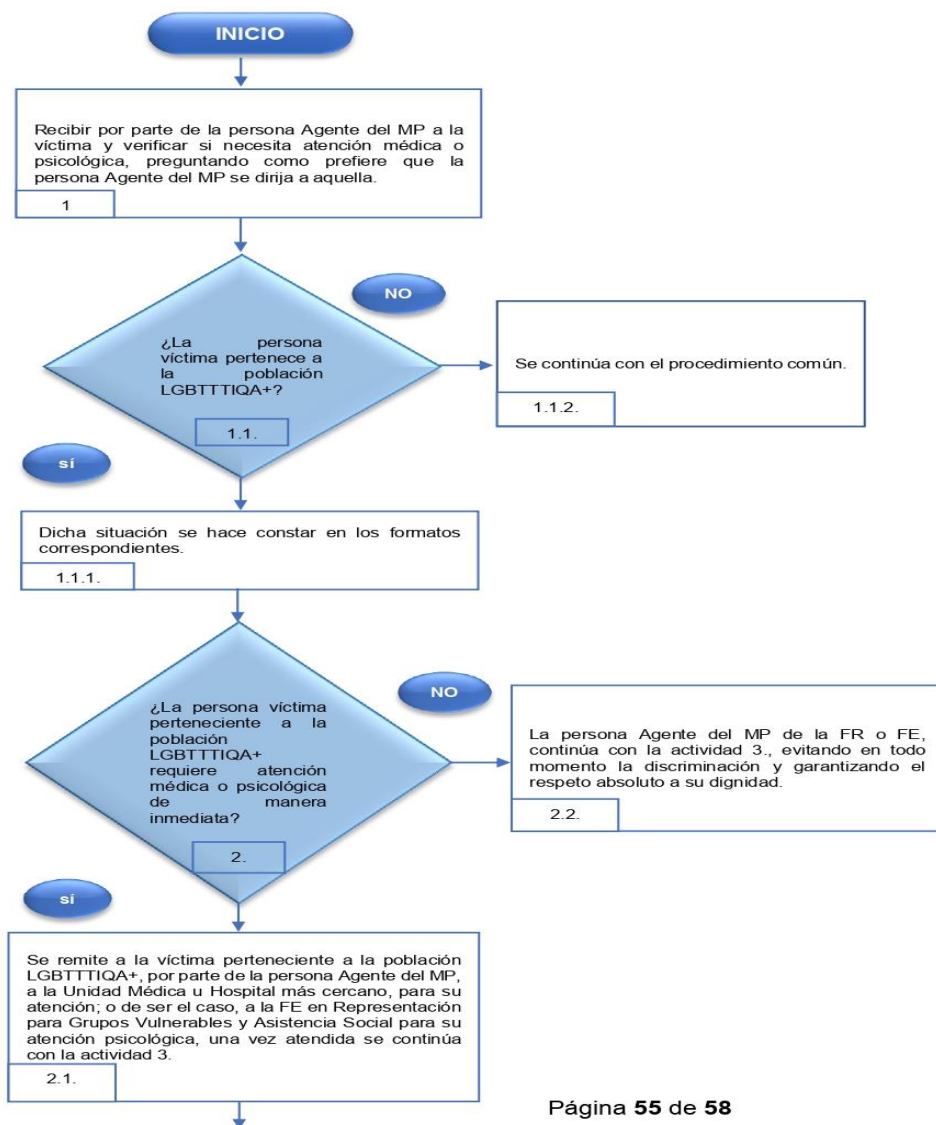 INICIO
Recibir por parte de la persona Agente del MP a la
víctima y verificar si necesita atención médica o
psicológica, preguntando como prefiere que la
persona Agente del MP se dirija a aquella.
1
NO
¿La persona
víctima pertenece a
la población
LGBTTTIQA+?
1.1.
Se continúa con el procedimiento común.
1.1.2.
sí
Dicha situación se hace constar en los formatos
correspondientes.
1.1.1.
NO
¿La persona víctima
perteneciente a la
población
LGBTTTIQA+
requiere atención
médica o psicológica
de manera
inmediata?
2.
La persona Agente del MP de la FR o FE,
continúa con la actividad 3., evitando en todo
momento la discriminación y garantizando el
respeto absoluto a su dignidad.
2.2.
sí
Se remite a la víctima perteneciente a la población
LGBTTTIQA+, por parte de la persona Agente del MP,
a la Unidad Médica u Hospital más cercano, para su
atención; o de ser el caso, a la FE en Representación
para Grupos Vulnerables y Asistencia Social para su
atención psicológica, una vez atendida se continúa
con la actividad 3.
2.1.
Página 55 de 58